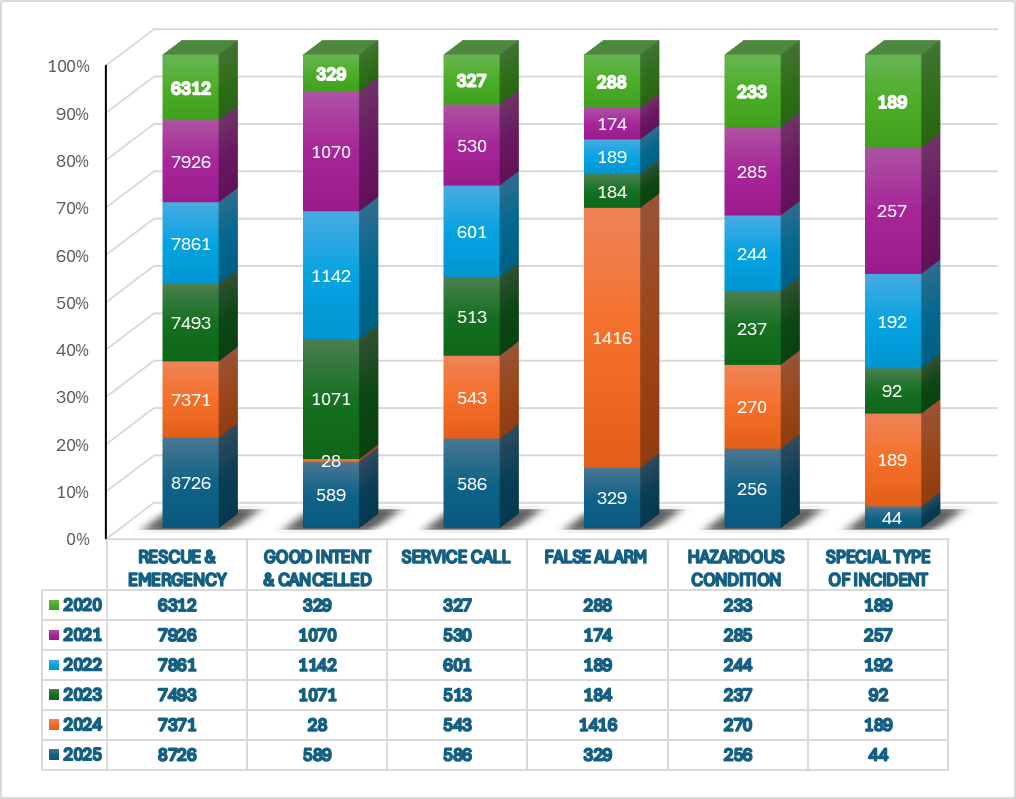 100%
90%
80%
70%
60%
50%
40%
30%
20%
10%
0%
6312 329 327 288 233 189
7926 1070 530 174 285 257
7861 1142 601 189 244 192
7493 1071 513 184 237 92
7371 28 543 1416 270 189
8726 589 586 329 256 44
RESCUE & EMERGENCY
GOOD INTENT & CANCELLED
SERVICE CALL
FALSE ALARM
HAZARDOUS CONDITION
SPECIAL TYPE OF INCIDENT
2020 6312 329 327 288 233 189
2021 7926 1070 530 174 285 257
2022 7861 1142 601 189 244 192
2023 7493 1071 513 184 237 92
2024 7371 28 543 1416 270 189
2025 8726 589 586 329 256 44